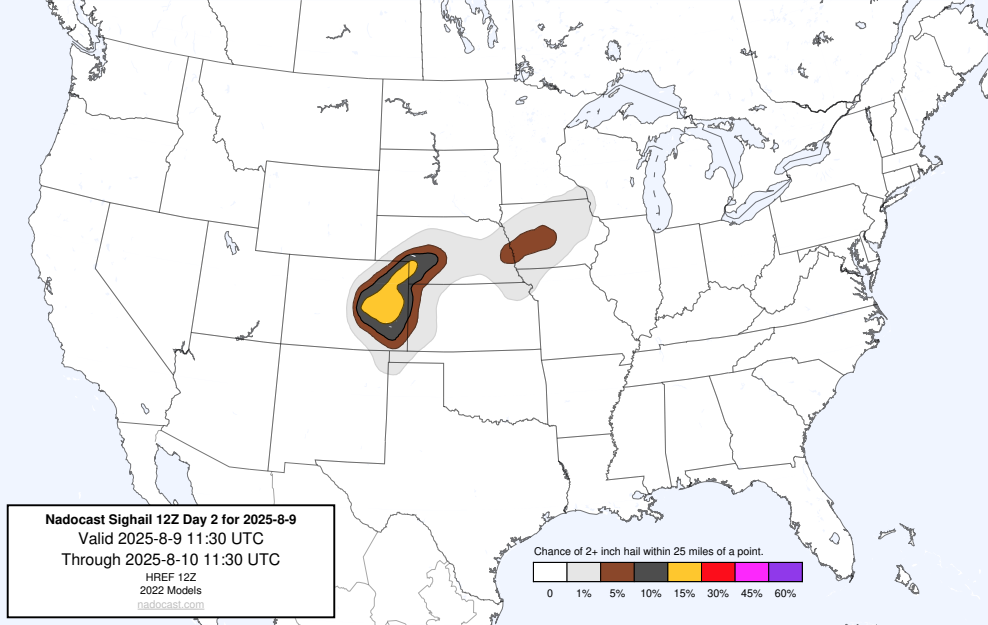 Nadocast Sighail 12Z Day 2 for 2025-8-9
Valid 2025-8-9 11:30 UTC
Through 2025-8-10 11:30 UTC
HREF 12Z
2022 Models
nadocast.com
Chance of 2+ inch hail within 25 miles of a point.
0 1% 5% 10% 15% 30% 45% 60%